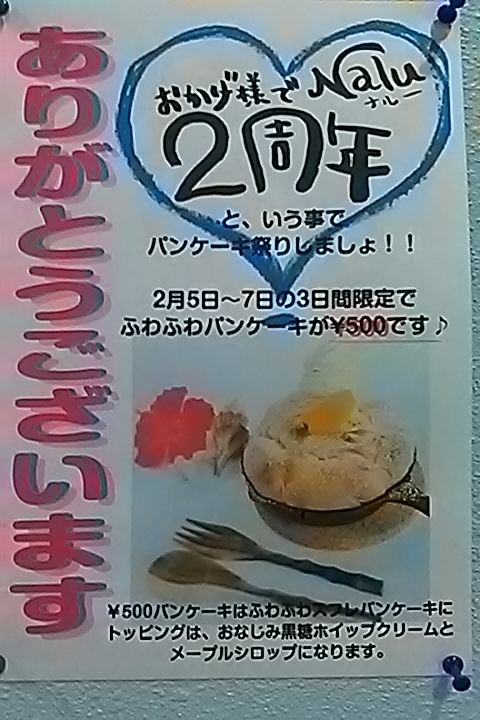 ありがとうございます
おかげ様でNalu
ナルー
2周年
と、いう事で
パンケーキ祭りしましょ！！
2月5日～7日の3日間限定で
ふわふわパンケーキが¥500です♪
¥500パンケーキはふわふわスフレパンケーキに
トッピングは、おなじみ黒糖ホイップクリームと
メープルシロップになります。